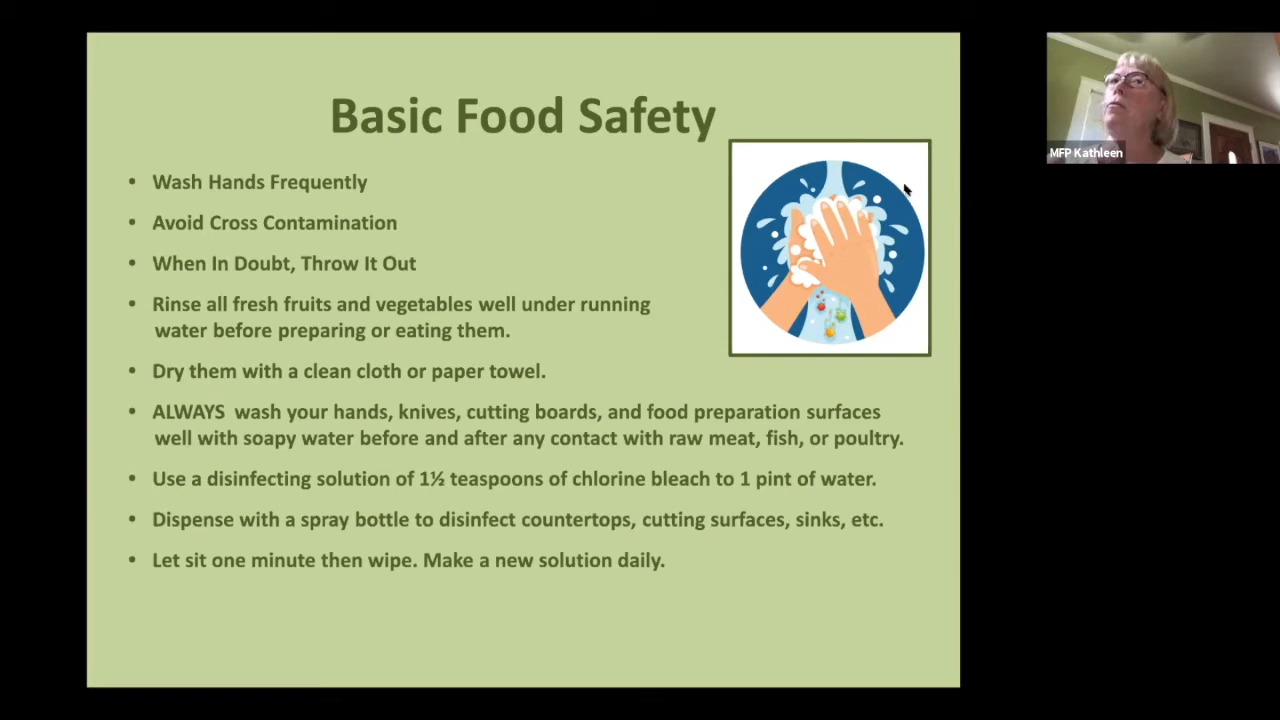 Basic Food Safety
• Wash Hands Frequently
• Avoid Cross Contamination
• When In Doubt, Throw It Out
• Rinse all fresh fruits and vegetables well under running
water before preparing or eating them.
• Dry them with a clean cloth or paper towel.
• ALWAYS wash your hands, knives, cutting boards, and food preparation surfaces
well with soapy water before and after any contact with raw meat, fish, or poultry.
• Use a disinfecting solution of 1½ teaspoons of chlorine bleach to 1 pint of water.
• Dispense with a spray bottle to disinfect countertops, cutting surfaces, sinks, etc.
• Let sit one minute then wipe. Make a new solution daily.
MFP Kathleen